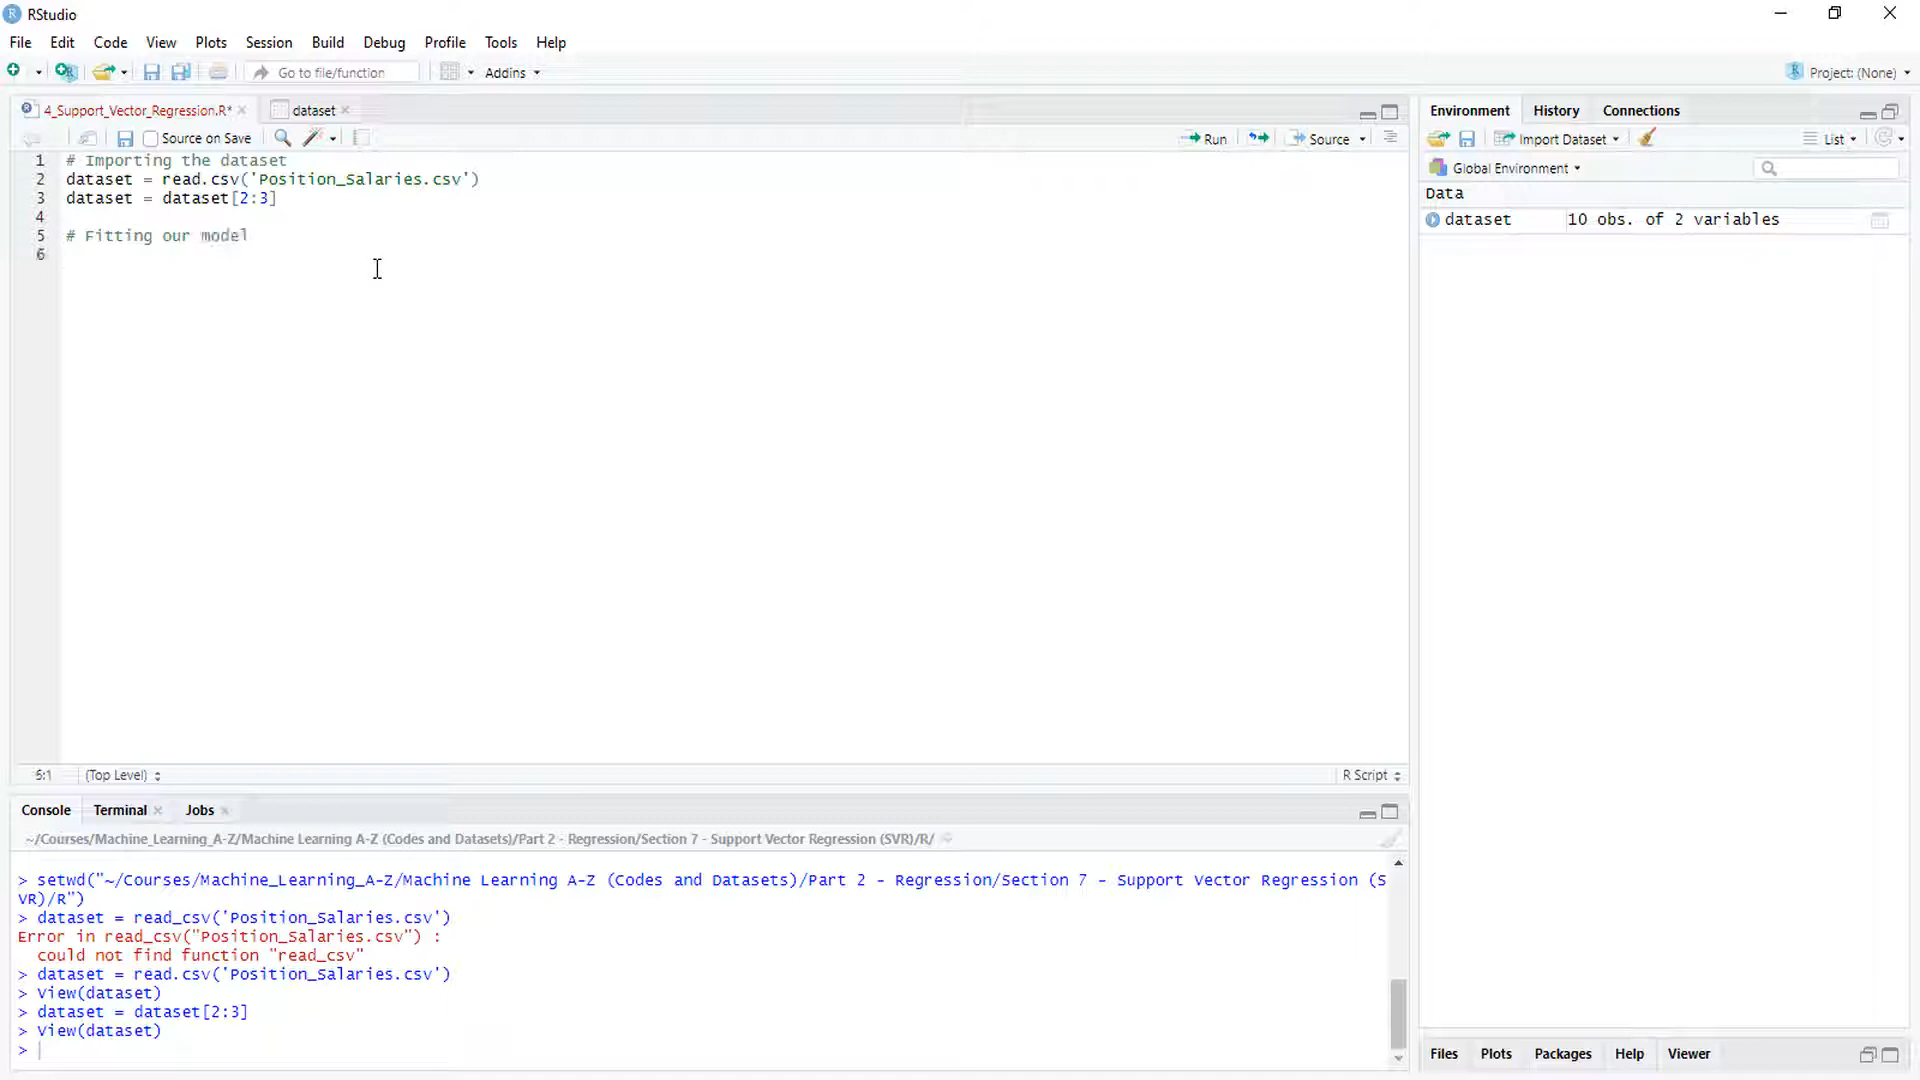 RStudio
File Edit Code View Plots Session Build Debug Profile Tools Help
Go to file/function Addins Project: (None)
4_Support_Vector_Regression.R* dataset
Source on Save Run Source
1 # Importing the dataset
2 dataset = read.csv('Position_Salaries.csv')
3 dataset = dataset[2:3]
4
5 # Fitting our model
6
5:1 (Top Level) R Script
Console Terminal Jobs
~/Courses/Machine_Learning_A-Z/Machine Learning A-Z (Codes and Datasets)/Part 2 - Regression/Section 7 - Support Vector Regression (SVR)/R/
> setwd("~/Courses/Machine_Learning_A-Z/Machine Learning A-Z (Codes and Datasets)/Part 2 - Regression/Section 7 - Support Vector Regression (S
VR)/R")
> dataset = read_csv('Position_Salaries.csv')
Error in read_csv("Position_Salaries.csv") :
could not find function "read_csv"
> dataset = read.csv('Position_Salaries.csv')
> View(dataset)
> dataset = dataset[2:3]
> View(dataset)
>
Environment History Connections
Import Dataset List
Global Environment
Data
dataset 10 obs. of 2 variables
Files Plots Packages Help Viewer